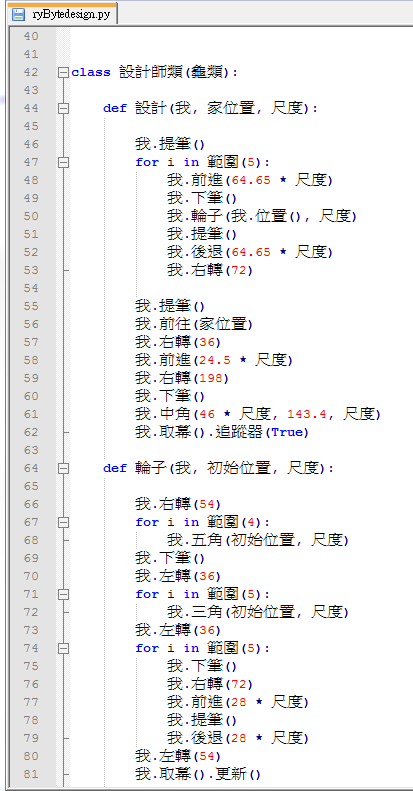 ryBytedesign.py
40
41
42 class 設計師類(龜類):
43
44     def 設計(我, 家位置, 尺度):
45
46         我.提筆()
47         for i in 範圍(5):
48             我.前進(64.65 * 尺度)
49             我.下筆()
50             我.輪子(我.位置(), 尺度)
51             我.提筆()
52             我.後退(64.65 * 尺度)
53             我.右轉(72)
54
55         我.提筆()
56         我.前往(家位置)
57         我.右轉(36)
58         我.前進(24.5 * 尺度)
59         我.右轉(198)
60         我.下筆()
61         我.中角(46 * 尺度, 143.4, 尺度)
62         我.取幕().追蹤器(True)
63
64     def 輪子(我, 初始位置, 尺度):
65
66         我.右轉(54)
67         for i in 範圍(4):
68             我.五角(初始位置, 尺度)
69         我.下筆()
70         我.左轉(36)
71         for i in 範圍(5):
72             我.三角(初始位置, 尺度)
73         我.左轉(36)
74         for i in 範圍(5):
75             我.下筆()
76             我.右轉(72)
77             我.前進(28 * 尺度)
78             我.提筆()
79             我.後退(28 * 尺度)
80         我.左轉(54)
81         我.取幕().更新()